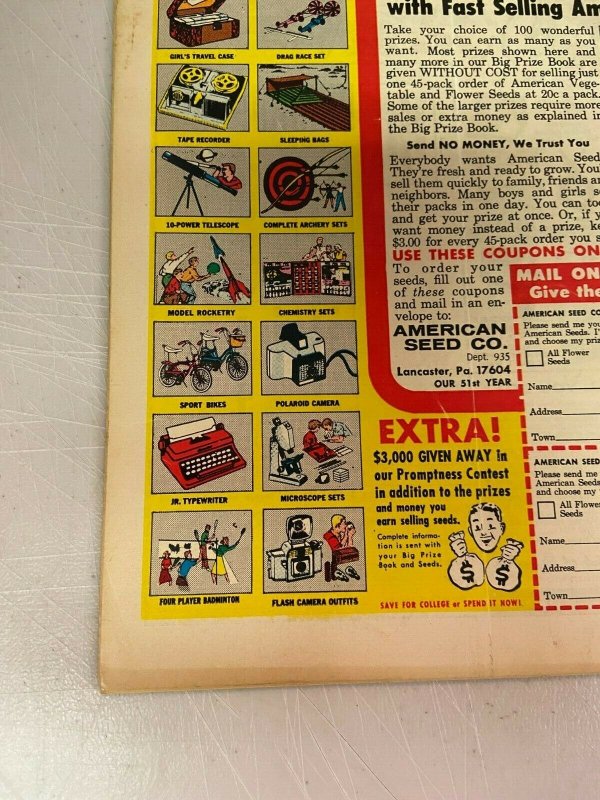 GIRL'S TRAVEL CASE
DRAG RACE SET
TAPE RECORDER
SLEEPING BAGS
10-POWER TELESCOPE
COMPLETE ARCHERY SETS
MODEL ROCKETRY
CHEMISTRY SETS
SPORT BIKES
POLAROID CAMERA
JR. TYPEWRITER
MICROSCOPE SETS
FOUR PLAYER BADMINTON
FLASH CAMERA OUTFITS
with Fast Selling Am
Take your choice of 100 wonderful
prizes. You can earn as many as you
want. Most prizes shown here and
many more in our Big Prize Book are
given WITHOUT COST for selling just
one 45-pack order of American Vege-
table and Flower Seeds at 20c a pack.
Some of the larger prizes require more
sales or extra money as explained in
the Big Prize Book.
Send NO MONEY, We Trust You
Everybody wants American Seed
They're fresh and ready to grow. You'
sell them quickly to family, friends an
neighbors. Many boys and girls s
their packs in one day. You can too
and get your prize at once. Or, if y
want money instead of a prize, ke
$3.00 for every 45-pack order you s
USE THESE COUPONS ON
To order your
seeds, fill out one
of these coupons
and mail in an en-
velope to:
AMERICAN
SEED CO.
Dept. 935
Lancaster, Pa. 17604
OUR 51st YEAR
EXTRA!
$3,000 GIVEN AWAY in
our Promptness Contest
in addition to the prizes
and money you
earn selling seeds.
Complete informa-
tion is sent with
your Big Prize
Book and Seeds.
$ $
SAVE FOR COLLEGE or SPEND IT NOW!
MAIL ON
Give the
AMERICAN SEED CO
Please send me you
American Seeds. I'
and choose my priz
All Flower
Seeds
Name
Address
Town
AMERICAN SEED
Please send me
American Seeds
and choose my
All Flower
Seeds
Name
Address
Town